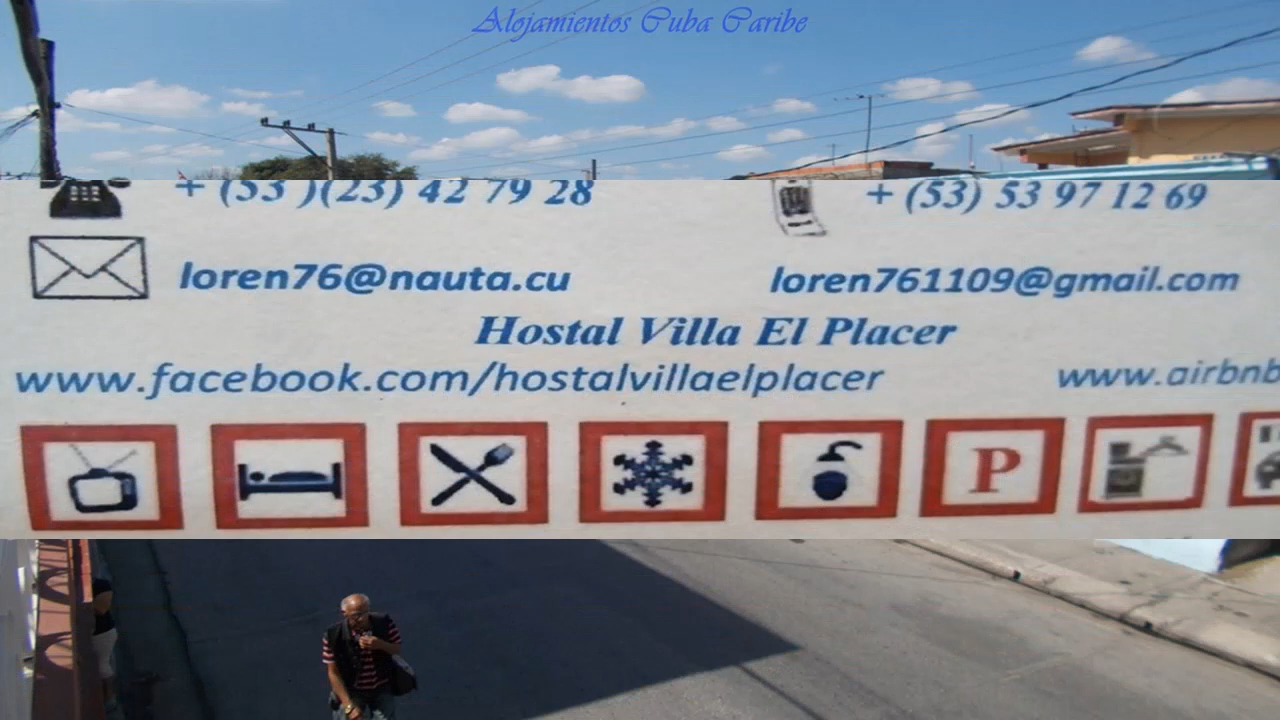 Alojamientos Cuba Caribe
+ (53 )(23) 42 79 28 + (53) 53 97 12 69
loren76@nauta.cu loren761109@gmail.com
Hostal Villa El Placer
www.facebook.com/hostalvillaelplacer www.airbnb
P